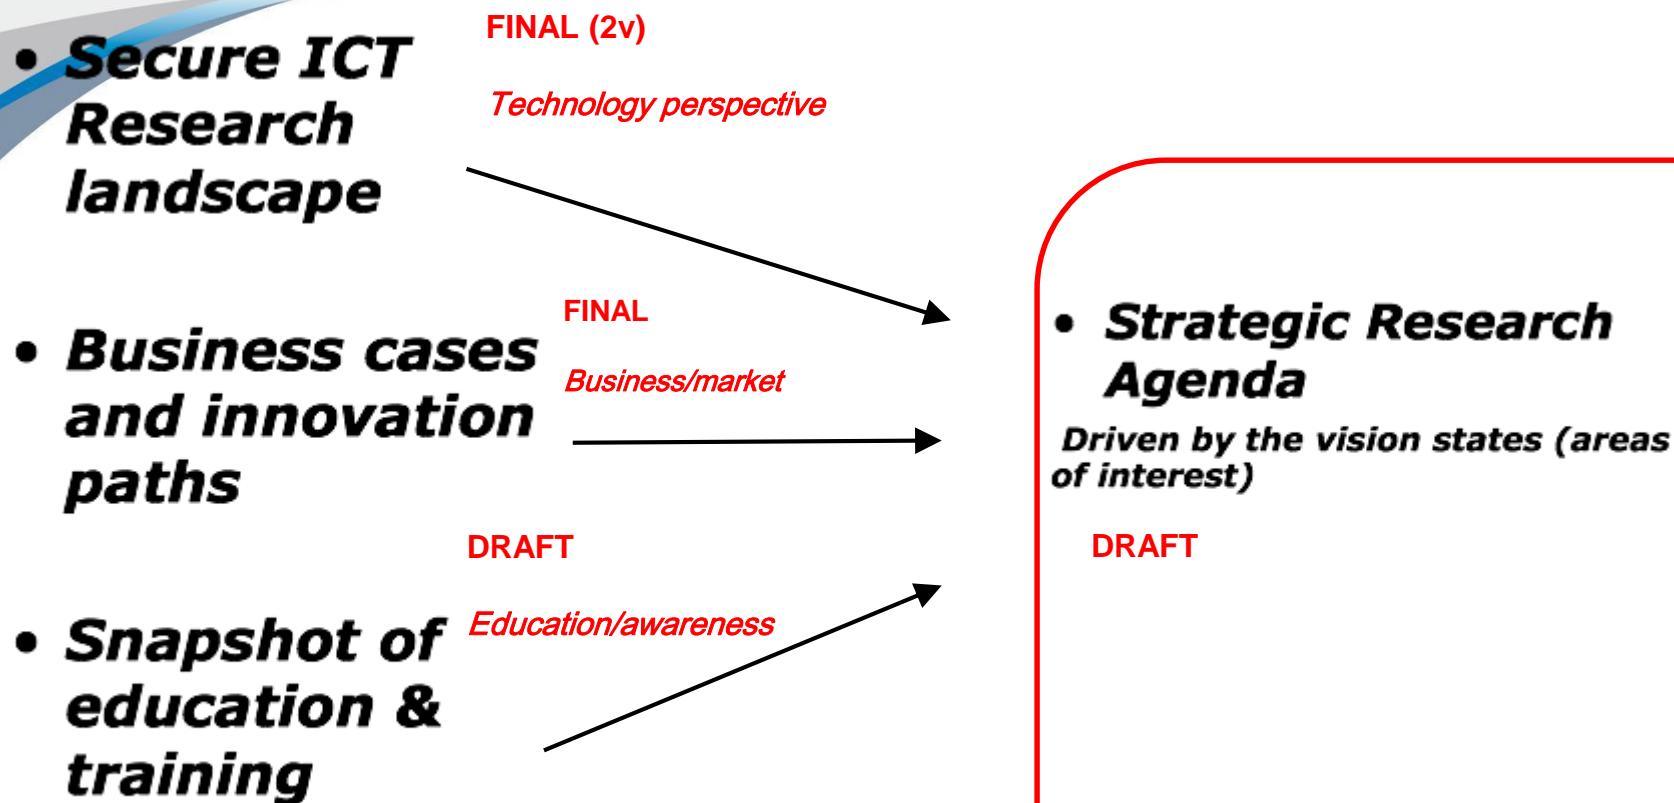 • Secure ICT
Research
landscape
FINAL (2v)
Technology perspective
• Business cases
and innovation
paths
FINAL
Business/market
• Snapshot of
education &
training
DRAFT
Education/awareness
• Strategic Research
Agenda
Driven by the vision states (areas
of interest)
DRAFT